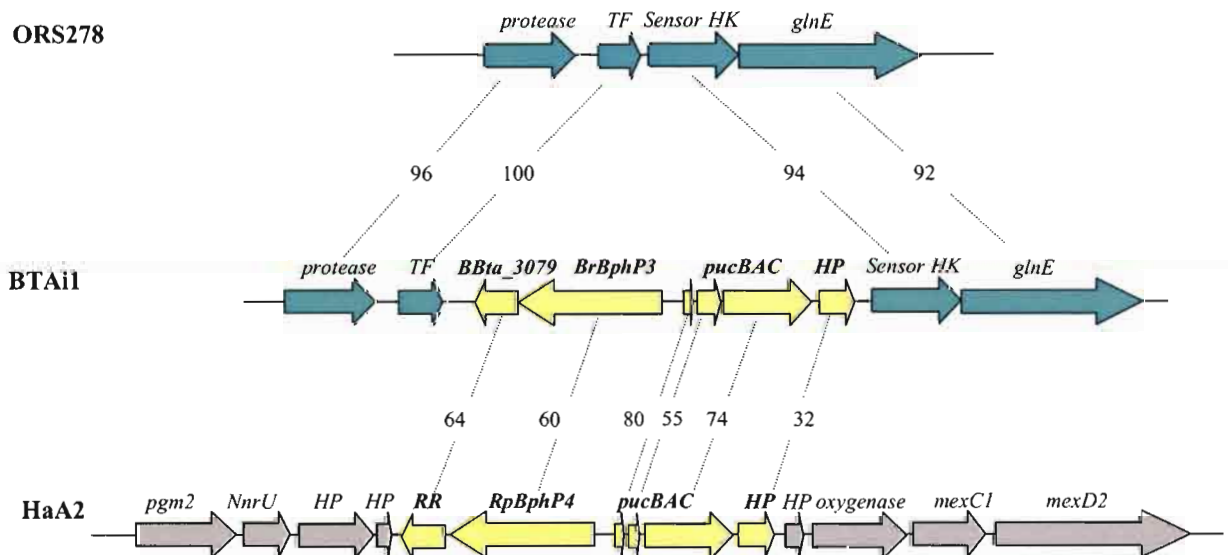 protease TF Sensor HK glnE
ORS278
96 100 94 92
protease TF BBta_3079 BrBphP3 pucBAC HP Sensor HK glnE
BTAi1
64 60 80 55 74 32
pgm2 NnrU HP HP RR RpBphP4 pucBAC HP HP oxygenase mexC1 mexD2
HaA2